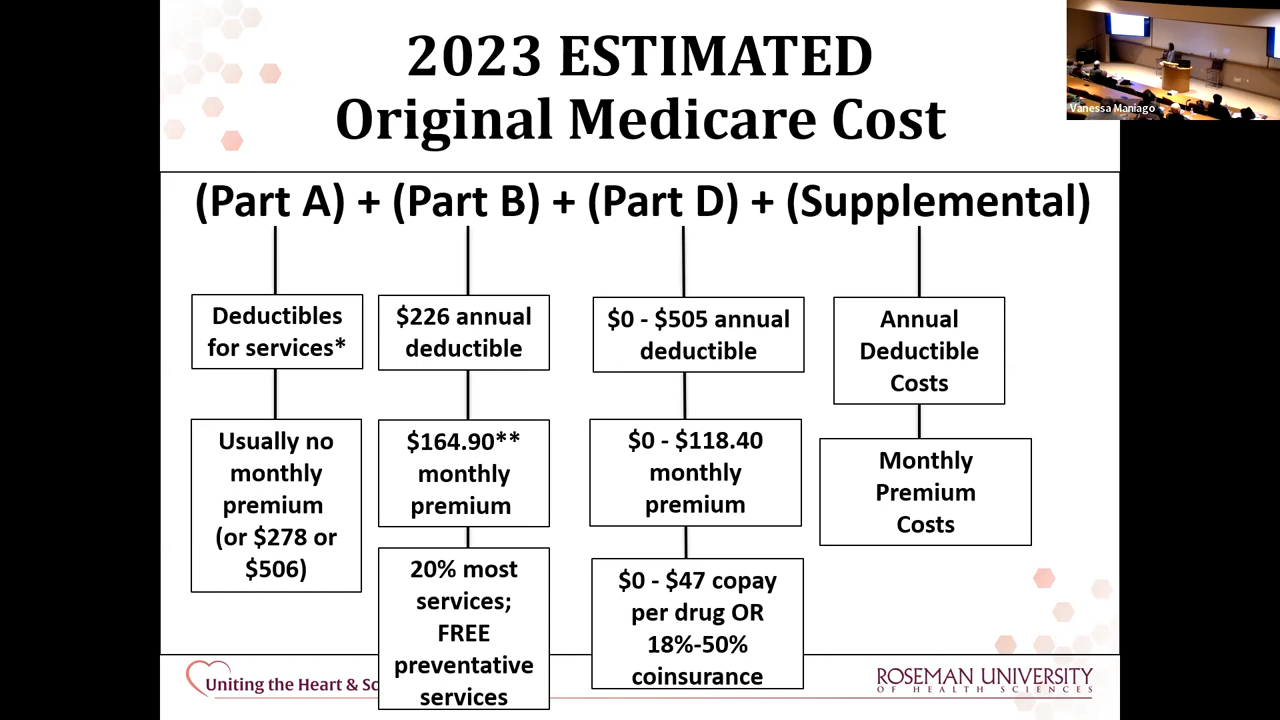 2023 ESTIMATED
Original Medicare Cost
Vanessa Maniago
(Part A) + (Part B) + (Part D) + (Supplemental)
Deductibles
for services*
Usually no
monthly
premium
(or $278 or
$506)
$226 annual
deductible
$164.90**
monthly
premium
20% most
services;
FREE
preventative
services
$0 - $505 annual
deductible
$0 - $118.40
monthly
premium
$0 - $47 copay
per drug OR
18%-50%
coinsurance
Annual
Deductible
Costs
Monthly
Premium
Costs
Uniting the Heart & Sc
ROSEMAN UNIVERSITY
OF HEALTH SCIENCES